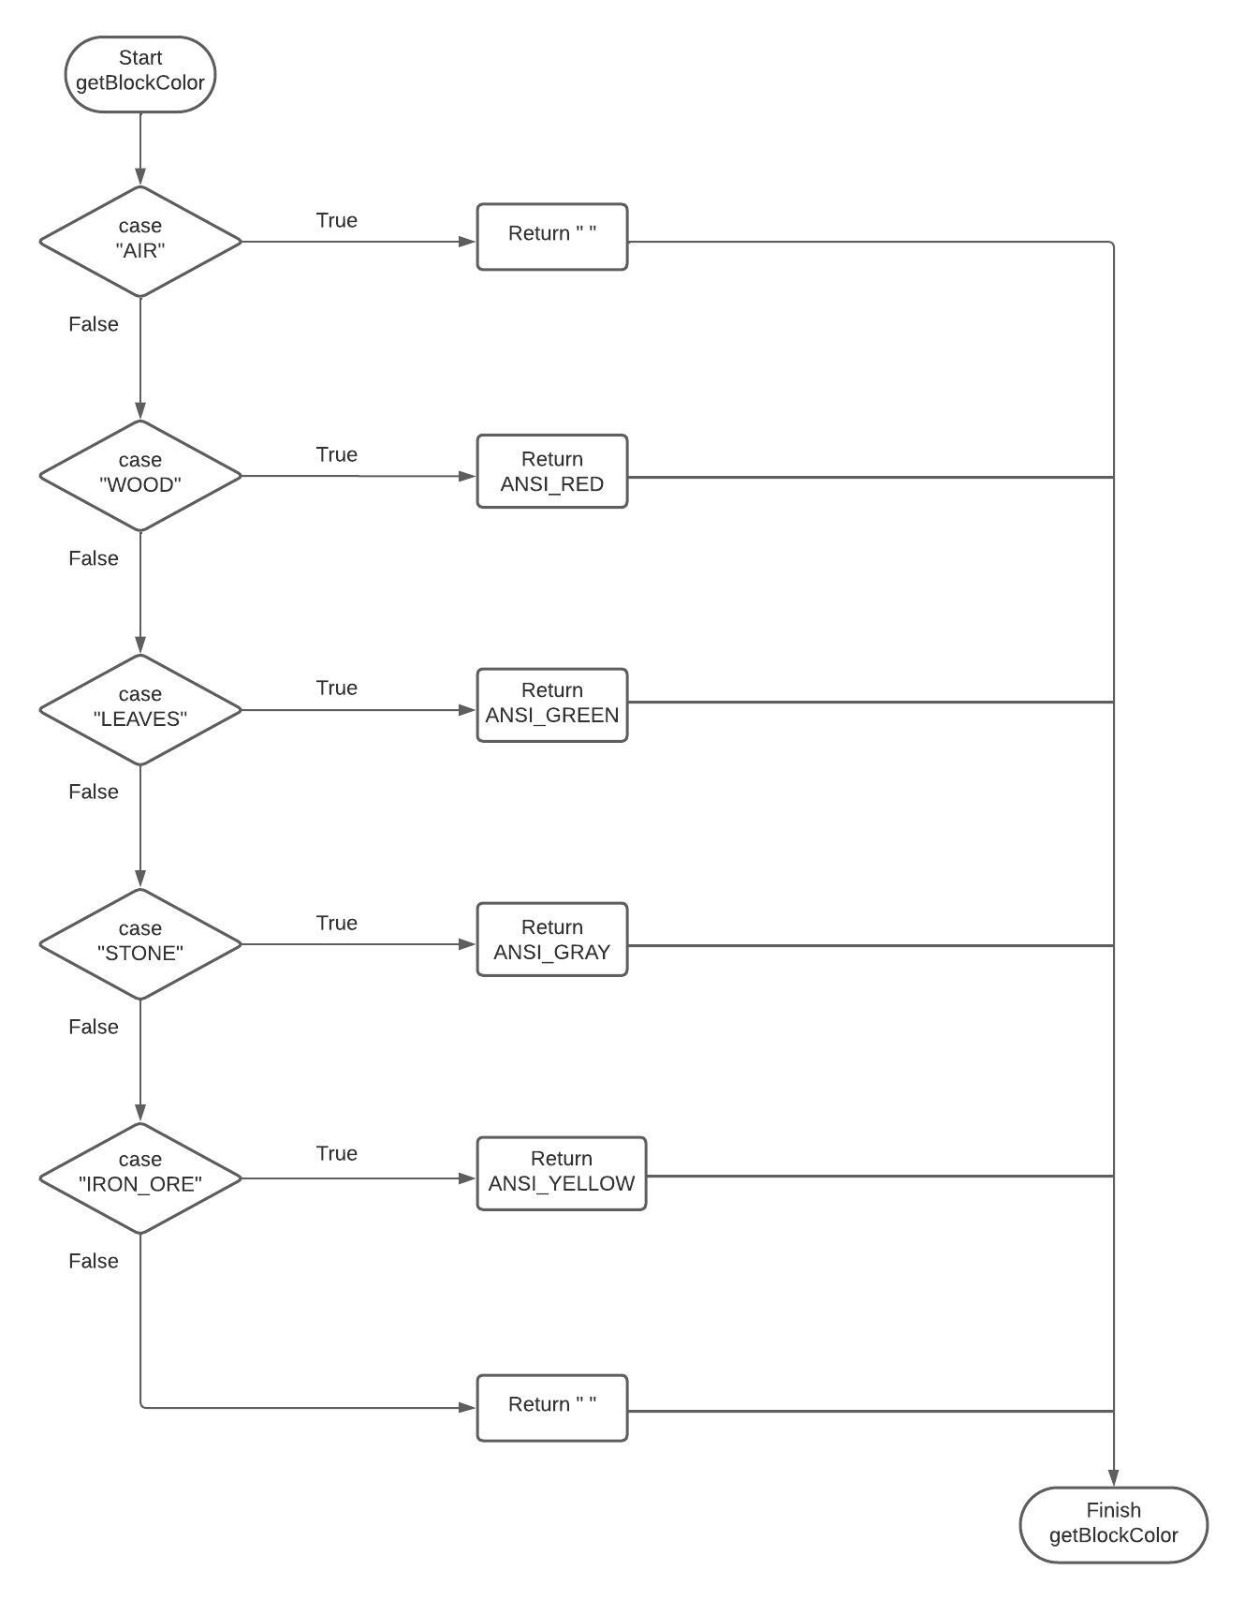 Start
getBlockColor
case
"AIR"
True
Return " "
False
case
"WOOD"
True
Return
ANSI_RED
False
case
"LEAVES"
True
Return
ANSI_GREEN
False
case
"STONE"
True
Return
ANSI_GRAY
False
case
"IRON_ORE"
True
Return
ANSI_YELLOW
False
Return " "
Finish
getBlockColor